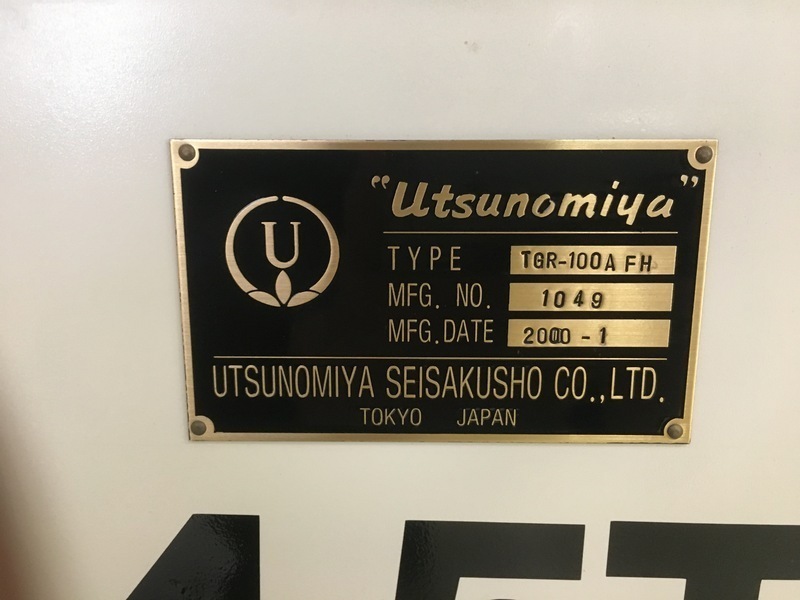 U
"Utsunomiya"
TYPE TGR-100A FH
MFG. NO. 1049
MFG. DATE 2000 - 1
UTSUNOMIYA SEISAKUSHO CO., LTD.
TOKYO JAPAN